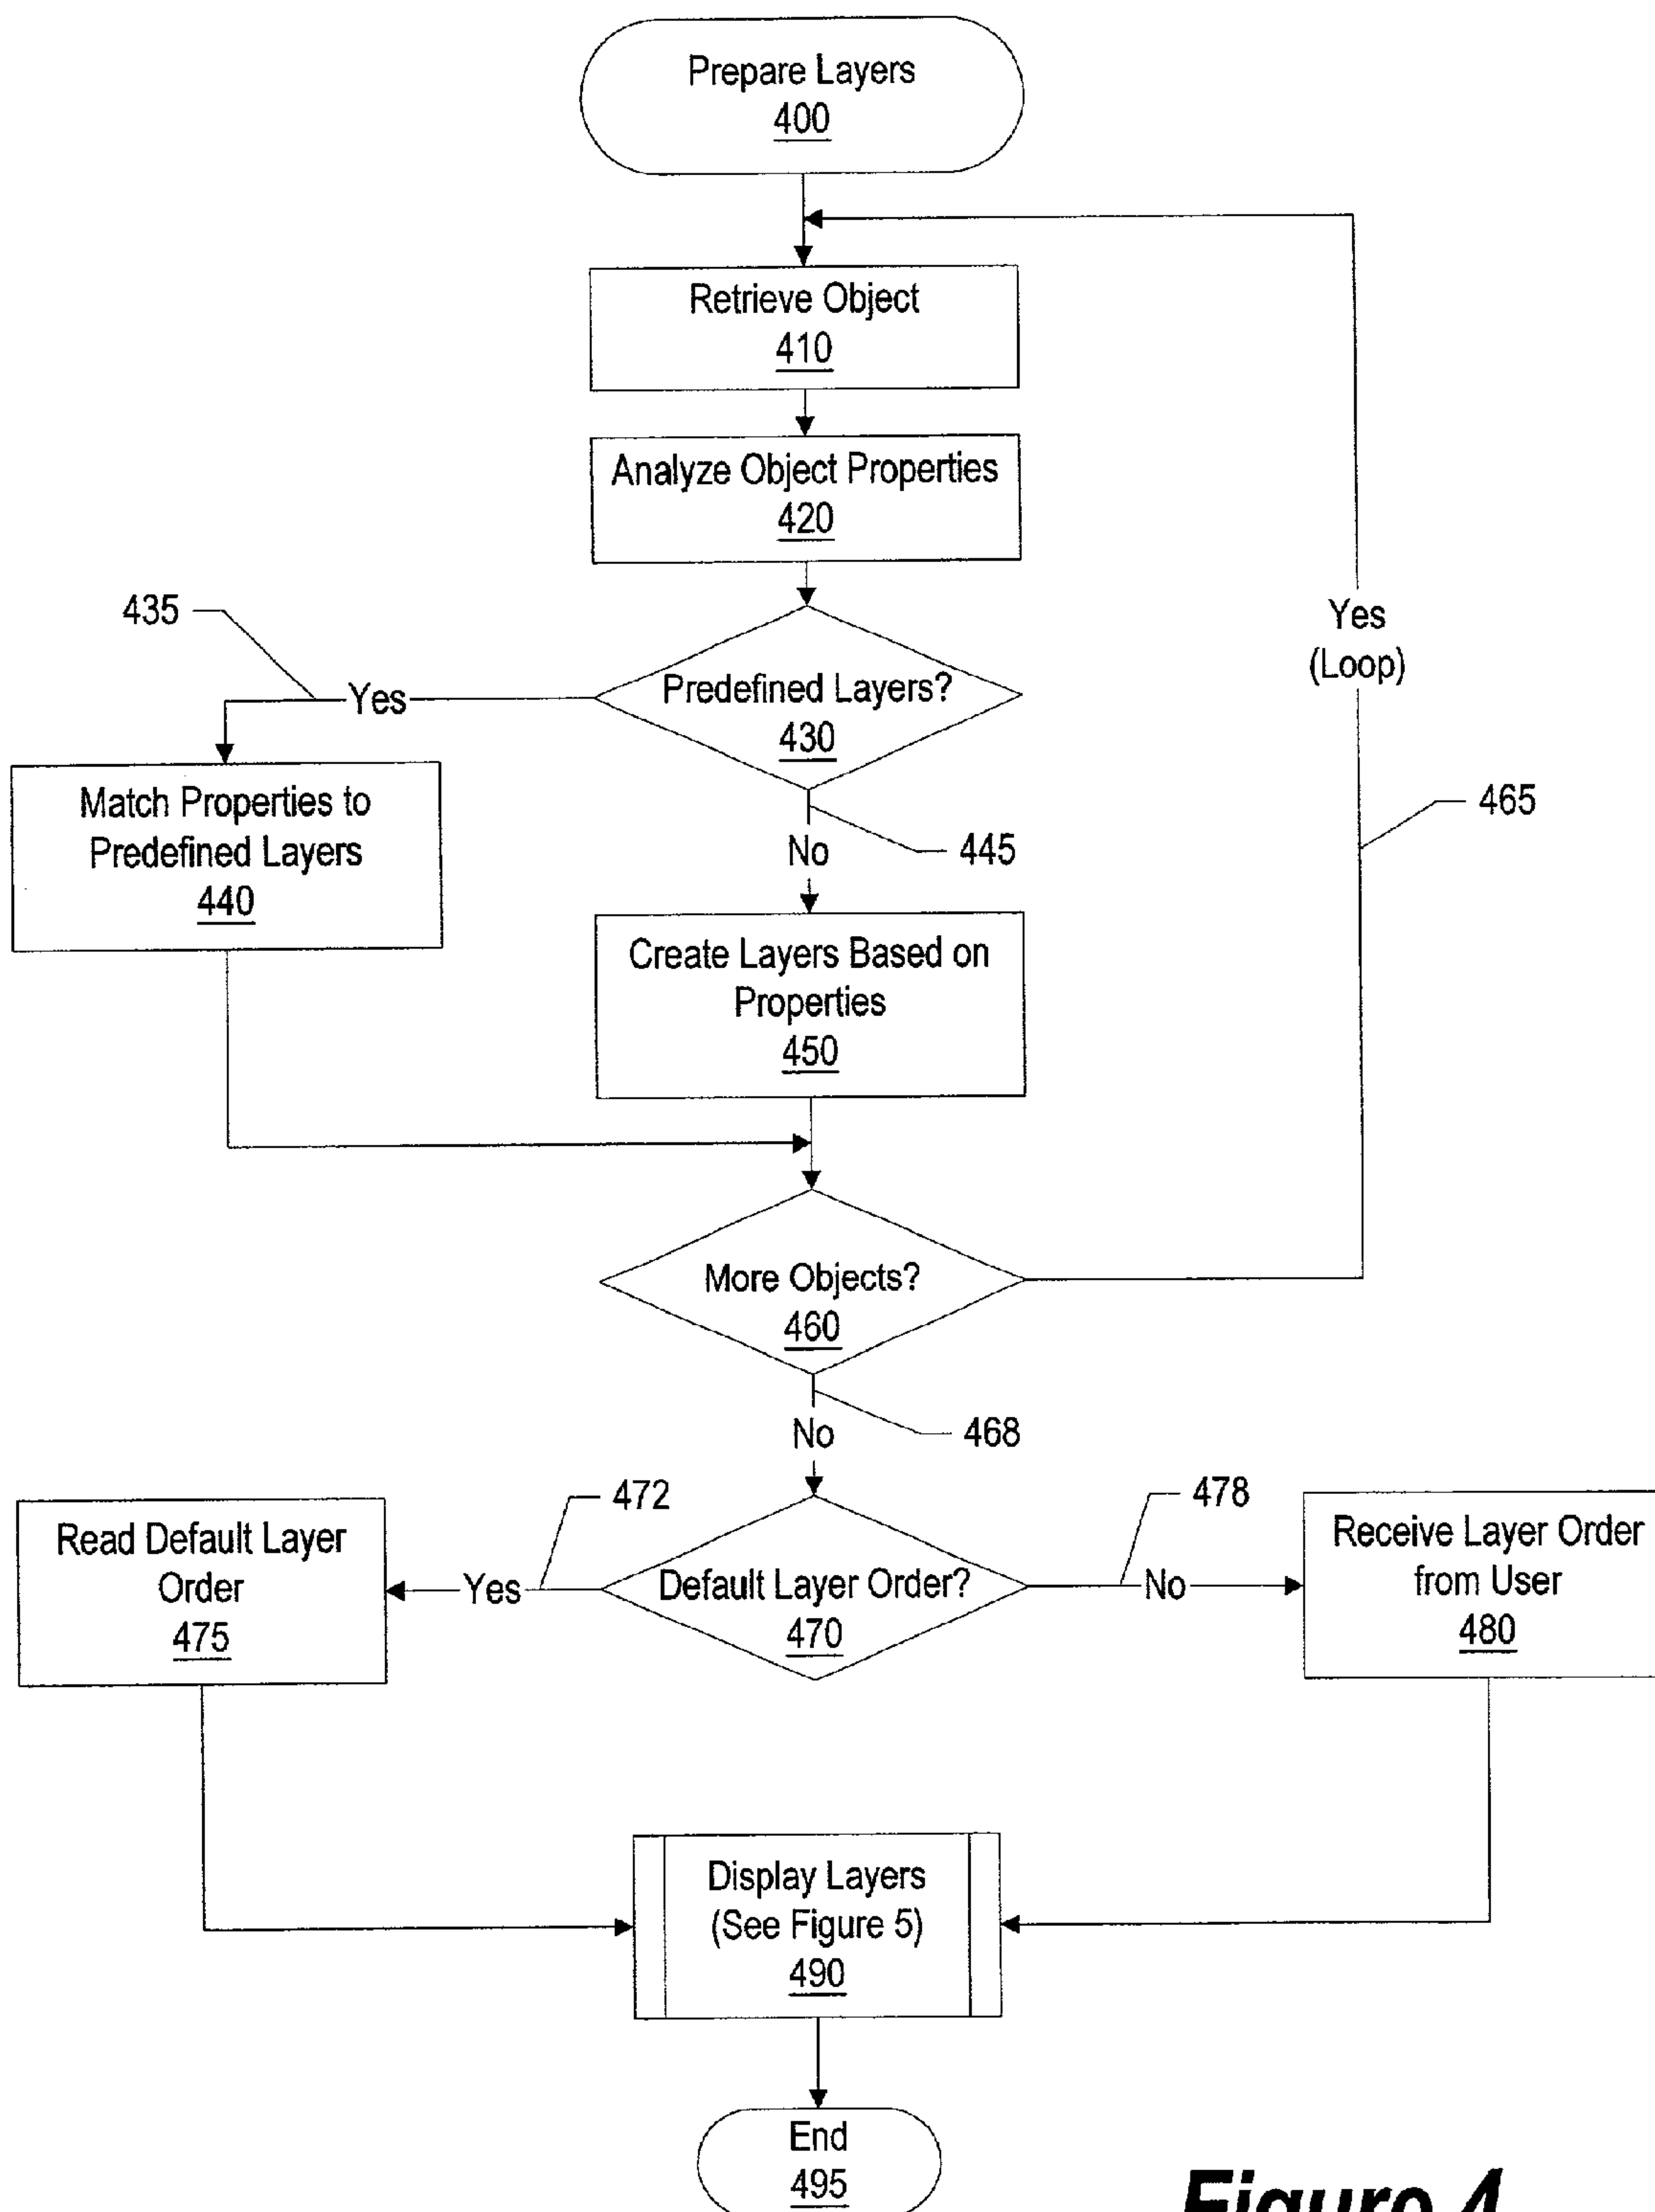 Prepare Layers
400
Retrieve Object
410
Analyze Object Properties
420
435
Yes
Predefined Layers?
430
Yes
(Loop)
Match Properties to
Predefined Layers
440
445
No
465
Create Layers Based on
Properties
450
More Objects?
460
468
No
Read Default Layer
Order
475
472
Yes
Default Layer Order?
470
478
No
Receive Layer Order
from User
480
Display Layers
(See Figure 5)
490
End
495
Figure 4